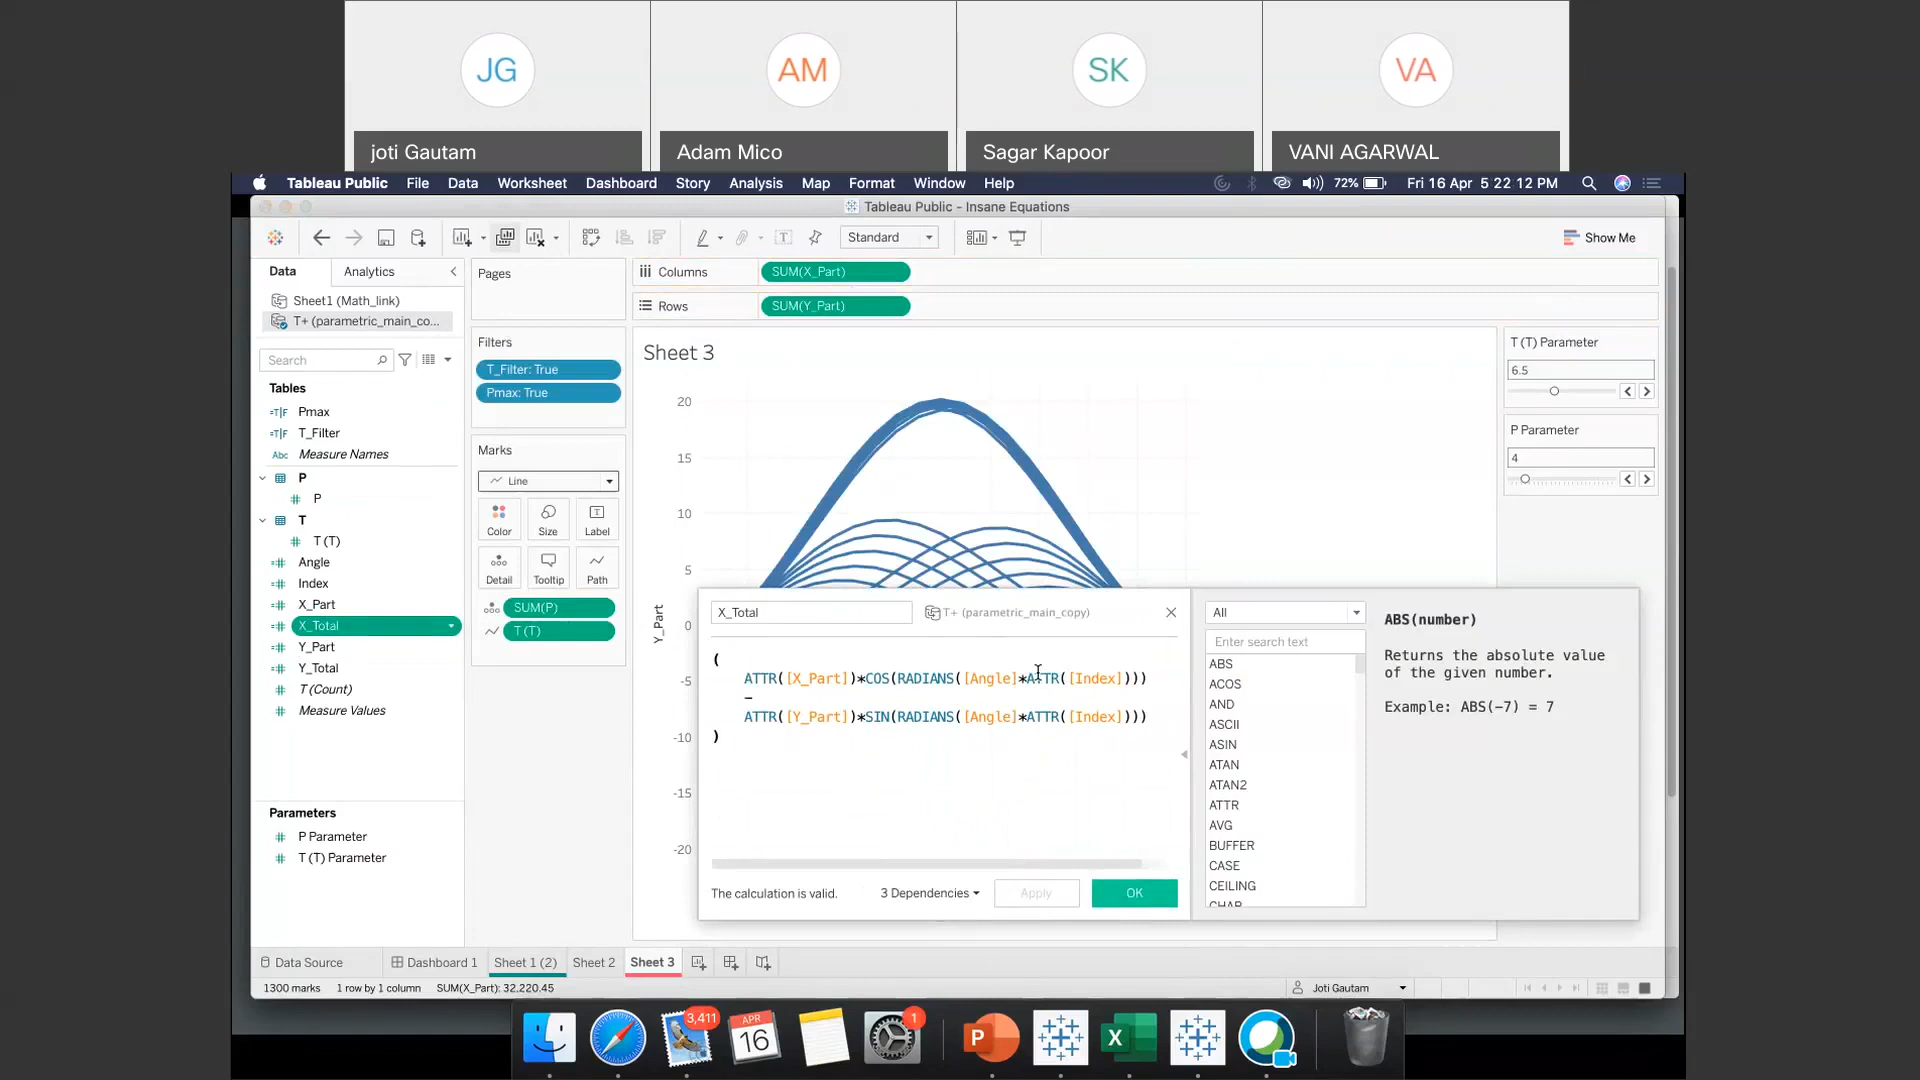 JG
AM
SK
VA
joti Gautam
Adam Mico
Sagar Kapoor
VANI AGARWAL
Tableau Public File Data Worksheet Dashboard Story Analysis Map Format Window Help
72% Fri 16 Apr 5:22:12 PM
Tableau Public - Insane Equations
Standard
Show Me
Data Analytics
Sheet1 (Math_link)
T+ (parametric_main_co...
Search
Tables
=T|F Pmax
=T|F T_Filter
Abc Measure Names
P
P
T
T (T)
Angle
Index
X_Part
X_Total
Y_Part
Y_Total
T (Count)
Measure Values
Parameters
P Parameter
T (T) Parameter
Pages
Filters
T_Filter: True
Pmax: True
Marks
Line
Color
Size
Label
Detail
Tooltip
Path
SUM(P)
T (T)
Columns SUM(X_Part)
Rows SUM(Y_Part)
Sheet 3
20
15
10
5
0
-5
-10
-15
-20
Y_Part
T (T) Parameter
6.5
P Parameter
4
X_Total
T+ (parametric_main_copy)
(
ATTR([X_Part])*COS(RADIANS([Angle]*ATTR([Index])))
-
ATTR([Y_Part])*SIN(RADIANS([Angle]*ATTR([Index])))
)
The calculation is valid.
3 Dependencies
Apply
OK
All
Enter search text
ABS
ACOS
AND
ASCII
ASIN
ATAN
ATAN2
ATTR
AVG
BUFFER
CASE
CEILING
CHAR
ABS(number)
Returns the absolute value
of the given number.
Example: ABS(-7) = 7
Data Source
Dashboard 1
Sheet 1 (2)
Sheet 2
Sheet 3
1300 marks
1 row by 1 column
SUM(X_Part): 32,220.45
Joti Gautam
3,411
APR
16
1
P
X